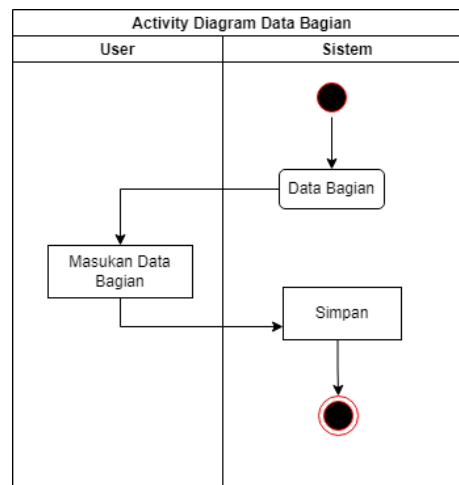 Activity Diagram Data Bagian
User
Sistem
Data Bagian
Masukan Data
Bagian
Simpan